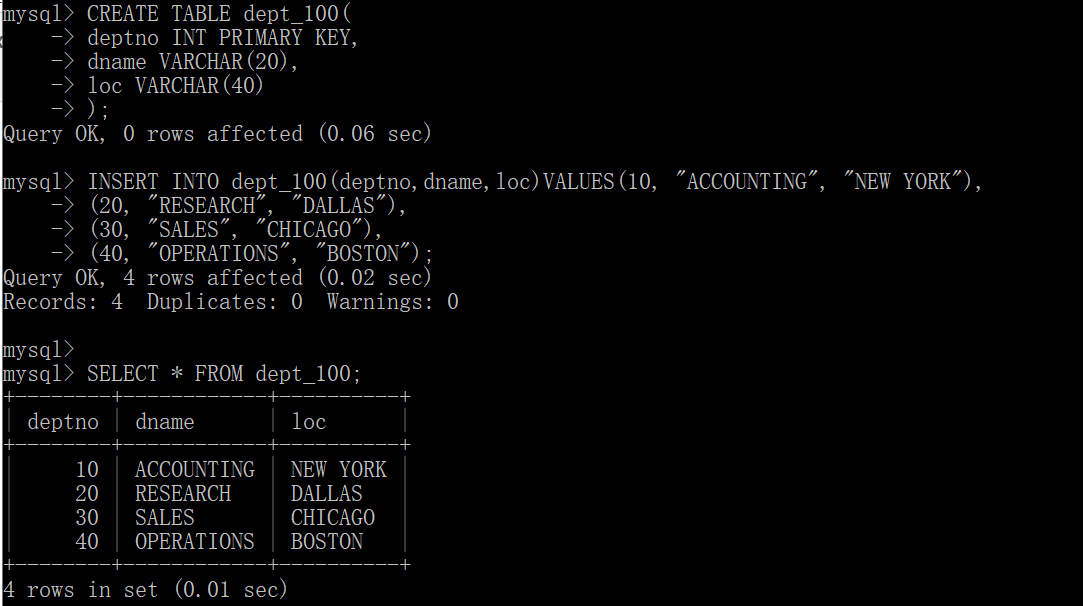 mysql> CREATE TABLE dept_100(
    -> deptno INT PRIMARY KEY,
    -> dname VARCHAR(20),
    -> loc VARCHAR(40)
    -> );
Query OK, 0 rows affected (0.06 sec)
mysql> INSERT INTO dept_100(deptno,dname,loc)VALUES(10, "ACCOUNTING", "NEW YORK"),
    -> (20, "RESEARCH", "DALLAS"),
    -> (30, "SALES", "CHICAGO"),
    -> (40, "OPERATIONS", "BOSTON");
Query OK, 4 rows affected (0.02 sec)
Records: 4  Duplicates: 0  Warnings: 0
mysql>
mysql> SELECT * FROM dept_100;
+--------+------------+----------+
| deptno | dname      | loc      |
+--------+------------+----------+
|     10 | ACCOUNTING | NEW YORK |
|     20 | RESEARCH   | DALLAS   |
|     30 | SALES      | CHICAGO  |
|     40 | OPERATIONS | BOSTON   |
+--------+------------+----------+
4 rows in set (0.01 sec)